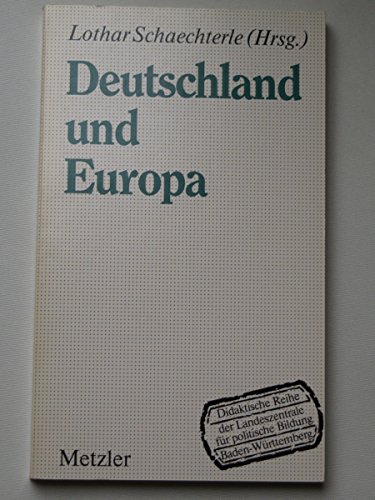 Lothar Schaechterle (Hrsg.)
Deutschland
und
Europa
Didaktische Reihe
der Landeszentrale
für politische Bildung
Baden-Württemberg
Metzler